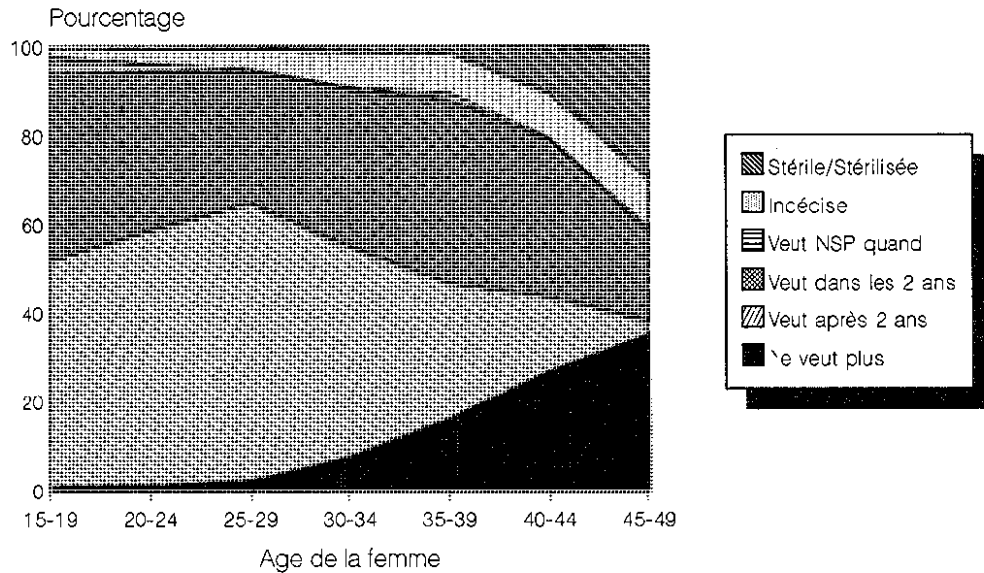 Pourcentage
100
80
60
40
20
0
15-19 20-24 25-29 30-34 35-39 40-44 45-49
Age de la femme
Stérile/Stérilisée
Incécise
Veut NSP quand
Veut dans les 2 ans
Veut après 2 ans
`e veut plus